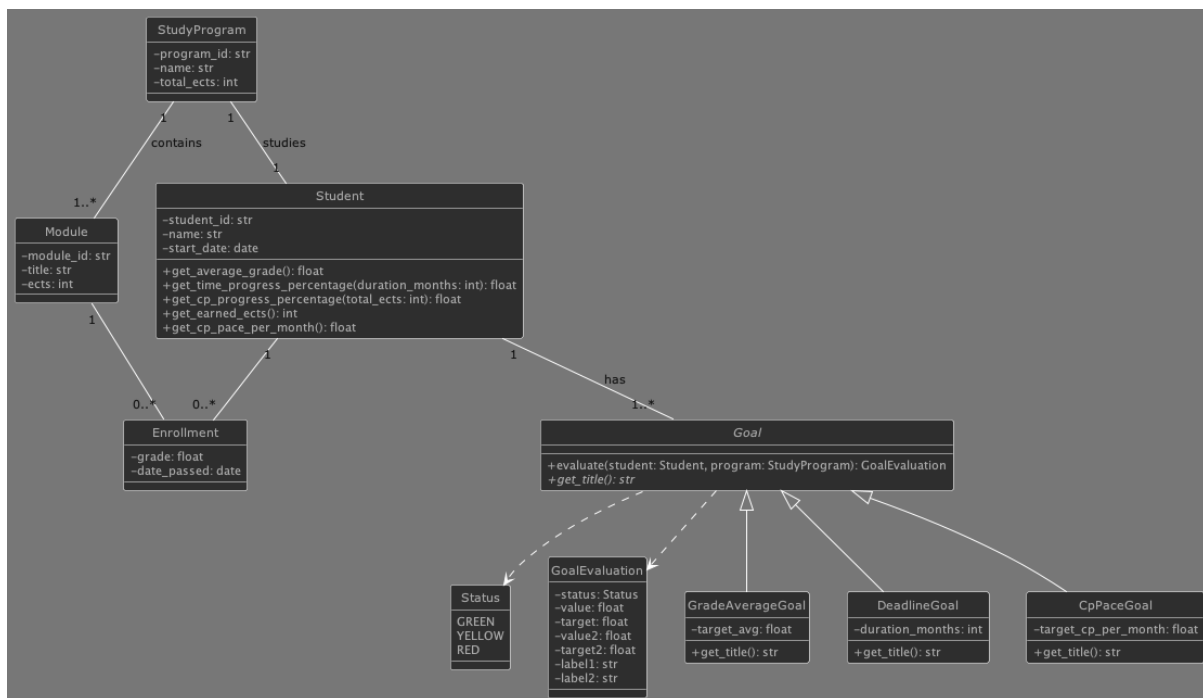 StudyProgram
-program_id: str
-name: str
-total_ects: int
1
1
contains
studies
1
1..*
Student
-student_id: str
-name: str
-start_date: date
+get_average_grade(): float
+get_time_progress_percentage(duration_months: int): float
+get_cp_progress_percentage(total_ects: int): float
+get_earned_ects(): int
+get_cp_pace_per_month(): float
Module
-module_id: str
-title: str
-ects: int
1
1
1
has
0..*
0..*
1..*
Enrollment
-grade: float
-date_passed: date
Goal
+evaluate(student: Student, program: StudyProgram): GoalEvaluation
+get_title(): str
Status
GREEN
YELLOW
RED
GoalEvaluation
-status: Status
-value: float
-target: float
-value2: float
-target2: float
-label1: str
-label2: str
GradeAverageGoal
-target_avg: float
+get_title(): str
DeadlineGoal
-duration_months: int
+get_title(): str
CpPaceGoal
-target_cp_per_month: float
+get_title(): str